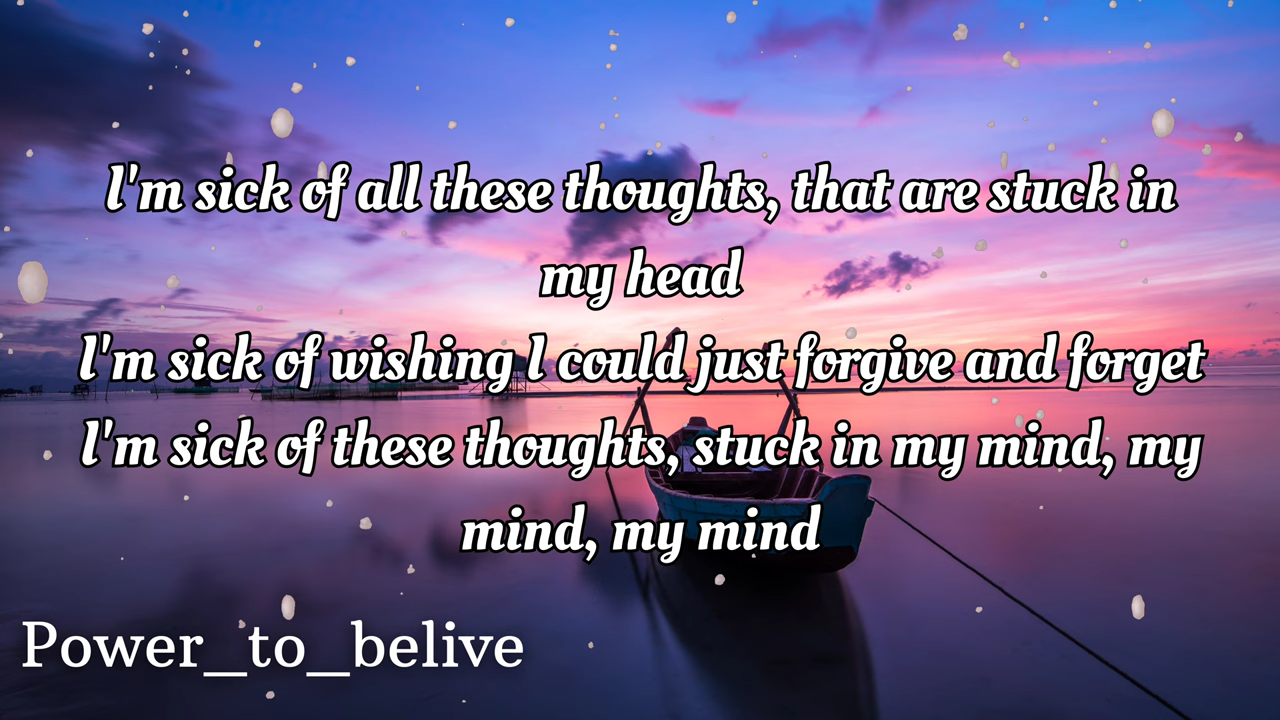 I'm sick of all these thoughts, that are stuck in
my head
I'm sick of wishing I could just forgive and forget
I'm sick of these thoughts, stuck in my mind, my
mind, my mind
Power_to_belive